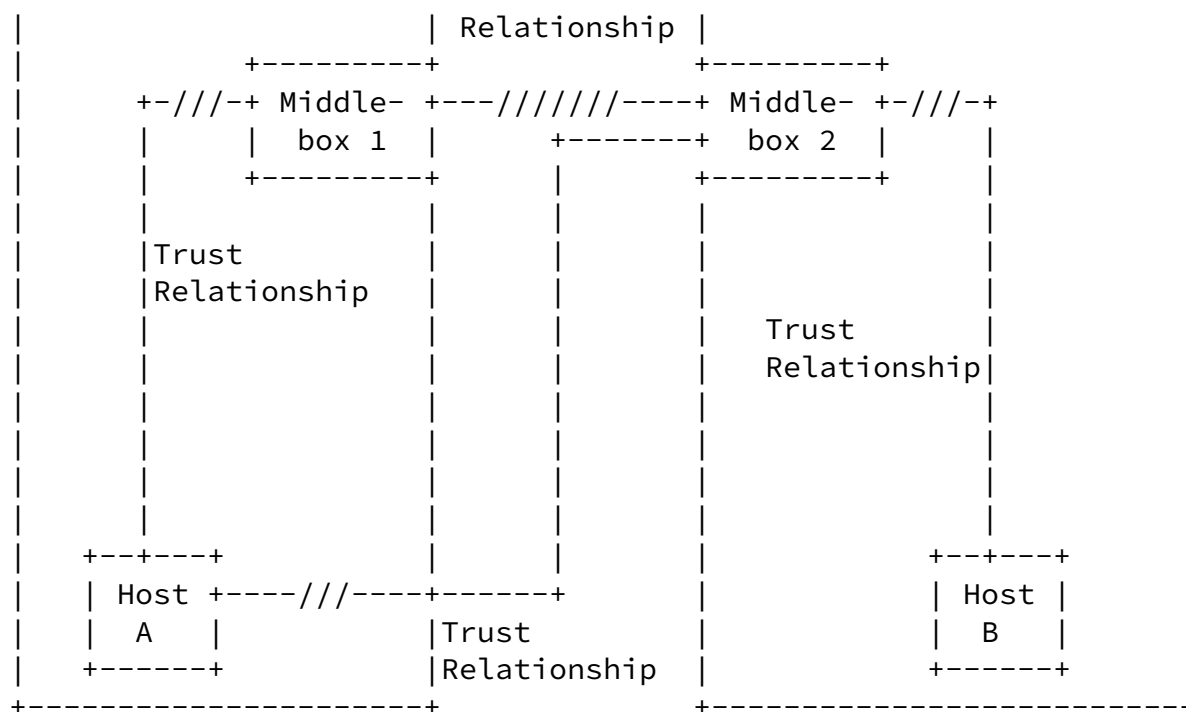 |                      | Relationship |
|            +---------+              +---------+
|      +-///-+ Middle- +---///////----+ Middle- +-///-+
|      |     |  box 1  |      +-------+  box 2  |     |
|      |     +---------+      |       +---------+     |
|      |               |      |       |               |
|      |Trust          |      |       |               |
|      |Relationship   |      |       |               |
|      |               |      |       |   Trust       |
|      |               |      |       |   Relationship|
|      |               |      |       |               |
|      |               |      |       |               |
|      |               |      |       |               |
|      |               |      |       |               |
|   +--+---+           |      |       |            +--+---+
|   | Host +----///----+------+       |            | Host |
|   |  A   |           |Trust         |            |  B   |
|   +------+           |Relationship  |            +------+
+----------------------+              +---------------------------